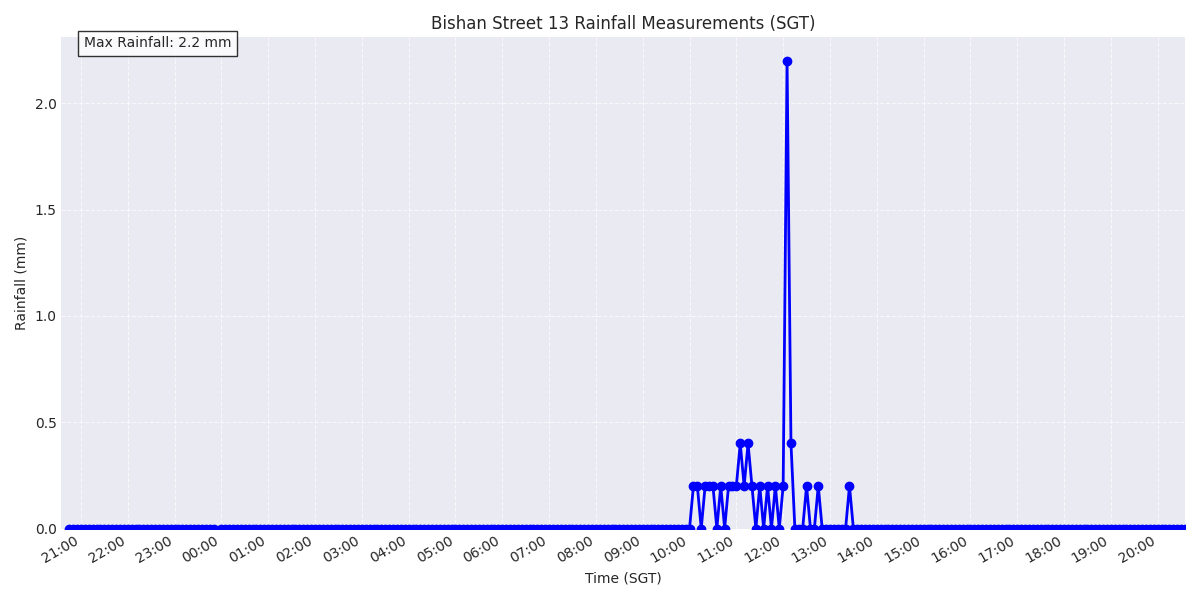 Bishan Street 13 Rainfall Measurements (SGT)
Max Rainfall: 2.2 mm
Rainfall (mm)
2.0
1.5
1.0
0.5
0.0
21:00 22:00 23:00 00:00 01:00 02:00 03:00 04:00 05:00 06:00 07:00 08:00 09:00 10:00 11:00 12:00 13:00 14:00 15:00 16:00 17:00 18:00 19:00 20:00
Time (SGT)